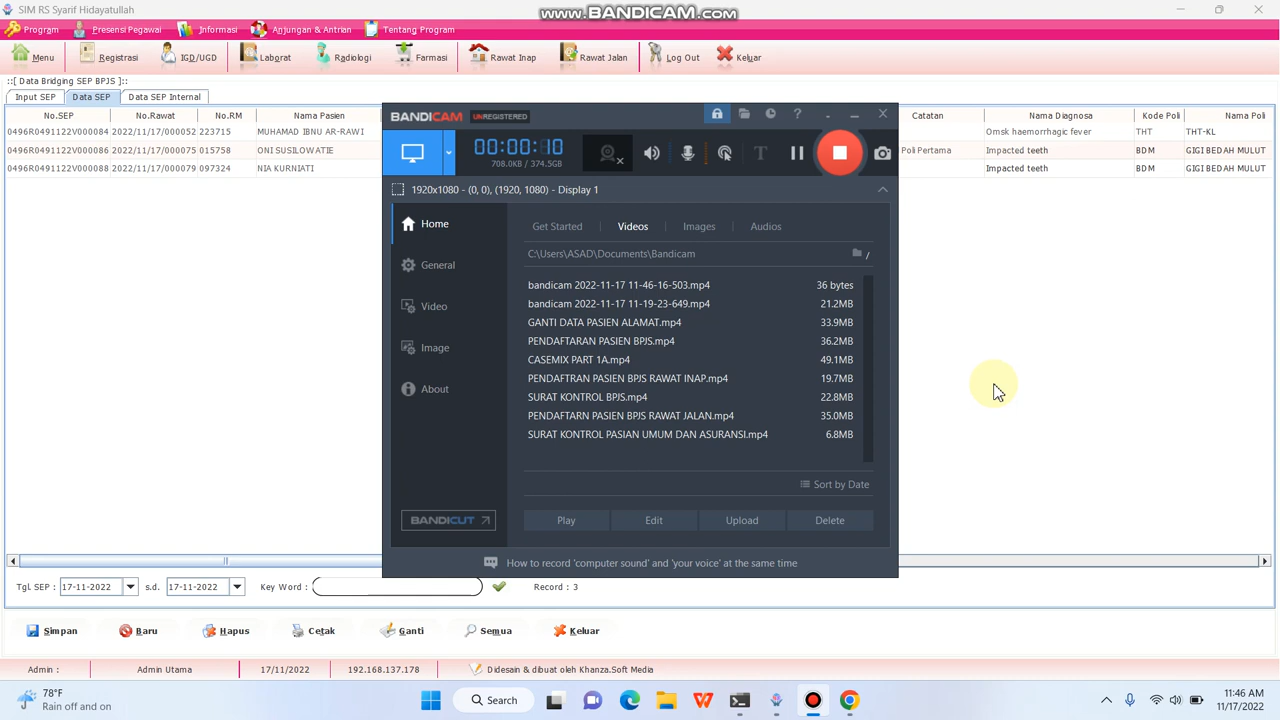 SIM RS Syarif Hidayatullah
www.BANDICAM.com
Program Presensi Pegawai Informasi Anjungan & Antrian Tentang Program
Menu Registrasi IGD/UGD Laborat Radiologi Farmasi Rawat Inap Rawat Jalan Log Out Keluar
::[ Data Bridging SEP BPJS ]::
Input SEP Data SEP Data SEP Internal
No.SEP No.Rawat No.RM Nama Pasien Catatan Nama Diagnosa Kode Poli Nama Poli
0496R0491122V000084 2022/11/17/000052 223715 MUHAMAD IBNU AR-RAWI Omsk haemorrhagic fever THT THT-KL
0496R0491122V000086 2022/11/17/000075 015758 ONI SUSILOWATIE Poli Pertama Impacted teeth BDM GIGI BEDAH MULUT
0496R0491122V000088 2022/11/17/000079 097324 NIA KURNIATI Impacted teeth BDM GIGI BEDAH MULUT
BANDICAM UNREGISTERED
00:00:10
708.0KB / 374.5GB
1920x1080 - (0, 0), (1920, 1080) - Display 1
Home
General
Video
Image
About
BANDICUT
Get Started Videos Images Audios
C:\Users\ASAD\Documents\Bandicam
bandicam 2022-11-17 11-46-16-503.mp4 36 bytes
bandicam 2022-11-17 11-19-23-649.mp4 21.2MB
GANTI DATA PASIEN ALAMAT.mp4 33.9MB
PENDAFTARAN PASIEN BPJS.mp4 36.2MB
CASEMIX PART 1A.mp4 49.1MB
PENDAFTRAN PASIEN BPJS RAWAT INAP.mp4 19.7MB
SURAT KONTROL BPJS.mp4 22.8MB
PENDAFTARN PASIEN BPJS RAWAT JALAN.mp4 35.0MB
SURAT KONTROL PASIAN UMUM DAN ASURANSI.mp4 6.8MB
Sort by Date
Play Edit Upload Delete
How to record 'computer sound' and 'your voice' at the same time
Tgl. SEP : 17-11-2022 s.d. 17-11-2022 Key Word : Record : 3
Simpan Baru Hapus Cetak Ganti Semua Keluar
Admin : Admin Utama 17/11/2022 192.168.137.178 Didesain & dibuat oleh Khanza.Soft Media
78°F
Rain off and on
Search
11:46 AM
11/17/2022